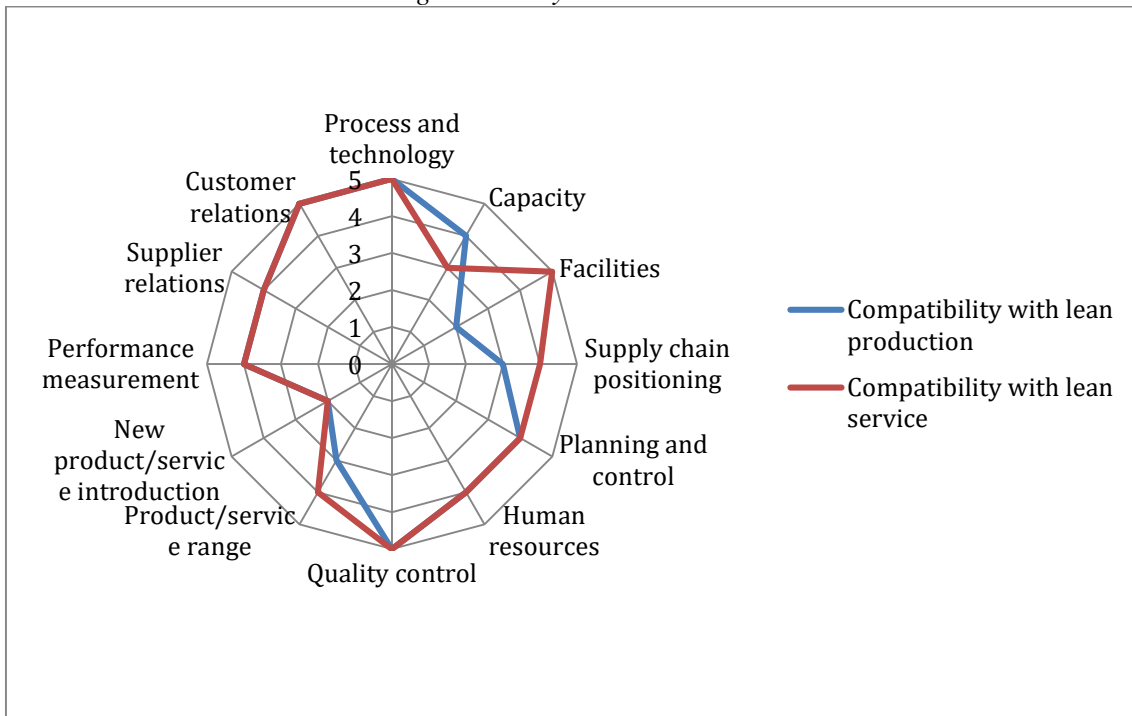 Process and
technology
Capacity
Facilities
Supply chain
positioning
Planning and
control
Human
resources
Quality control
Product/servic
e range
New
product/servic
e introduction
Performance
measurement
Supplier
relations
Customer
relations
5
4
3
2
1
0
Compatibility with lean
production
Compatibility with lean
service